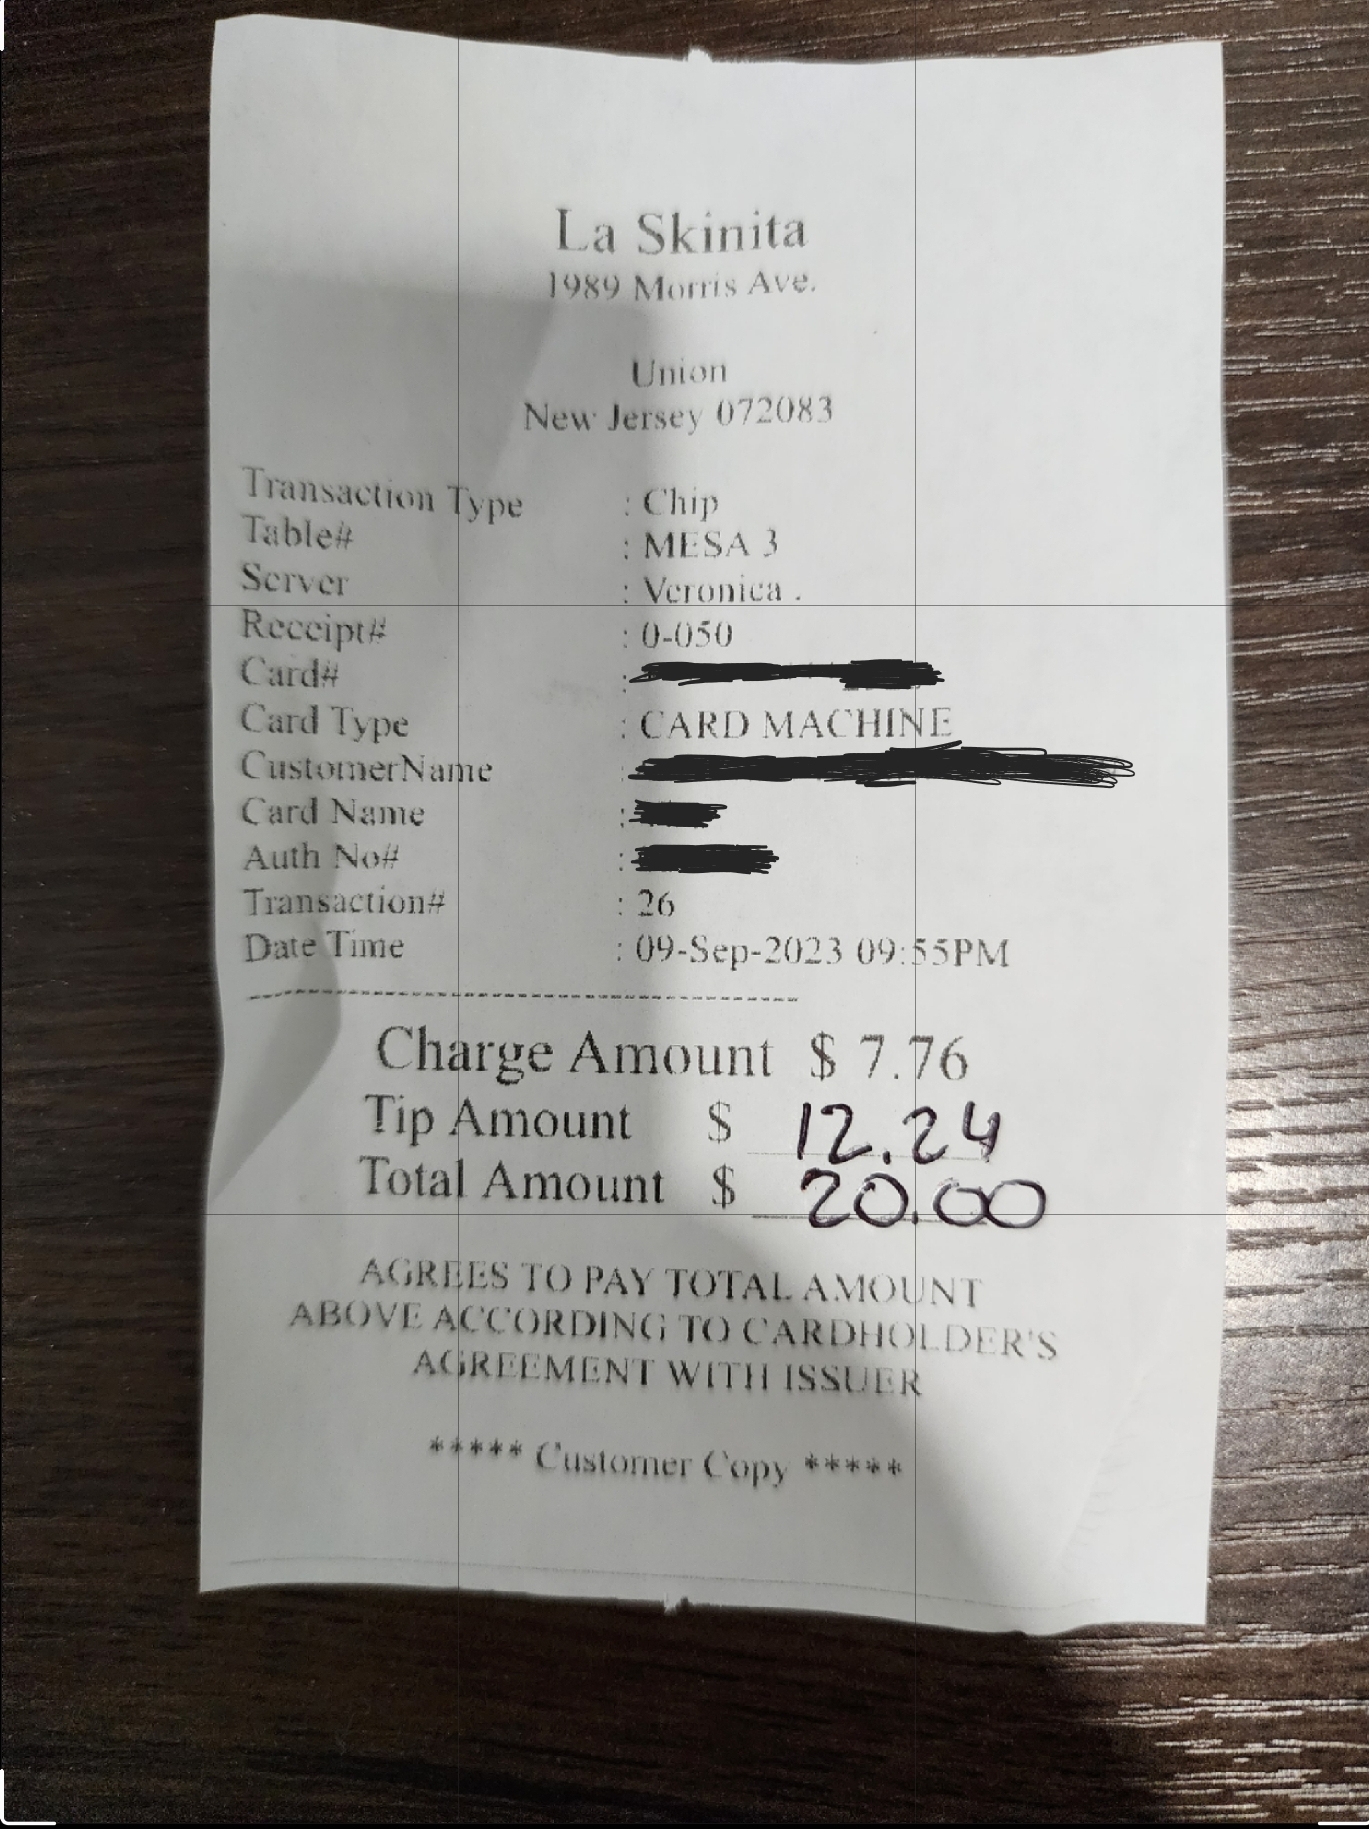 La Skinita
1989 Morris Ave.
Union
New Jersey 072083
Transaction Type : Chip
Table# : MESA 3
Server : Veronica .
Receipt# : 0-050
Card# :
Card Type : CARD MACHINE
CustomerName :
Card Name :
Auth No# :
Transaction# : 26
Date Time : 09-Sep-2023 09:55PM
Charge Amount $ 7.76
Tip Amount $ 12.24
Total Amount $ 20.00
AGREES TO PAY TOTAL AMOUNT
ABOVE ACCORDING TO CARDHOLDER'S
AGREEMENT WITH ISSUER
***** Customer Copy *****